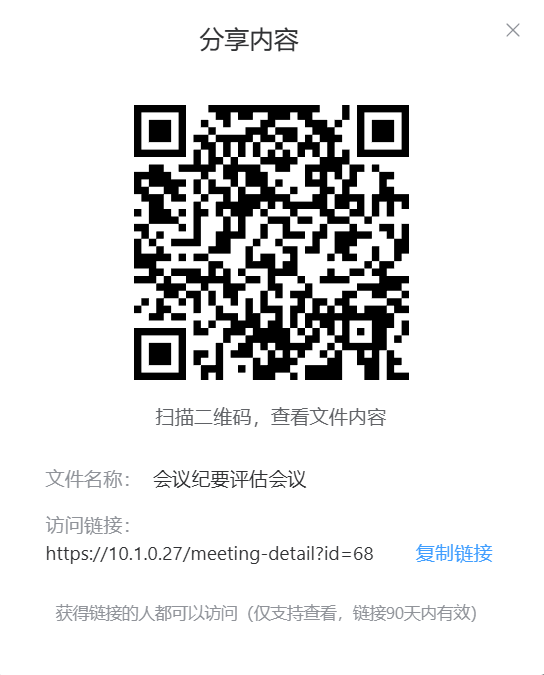 分享内容
扫描二维码，查看文件内容
文件名称： 会议纪要评估会议
访问链接：
https://10.1.0.27/meeting-detail?id=68 复制链接
获得链接的人都可以访问（仅支持查看，链接90天内有效）